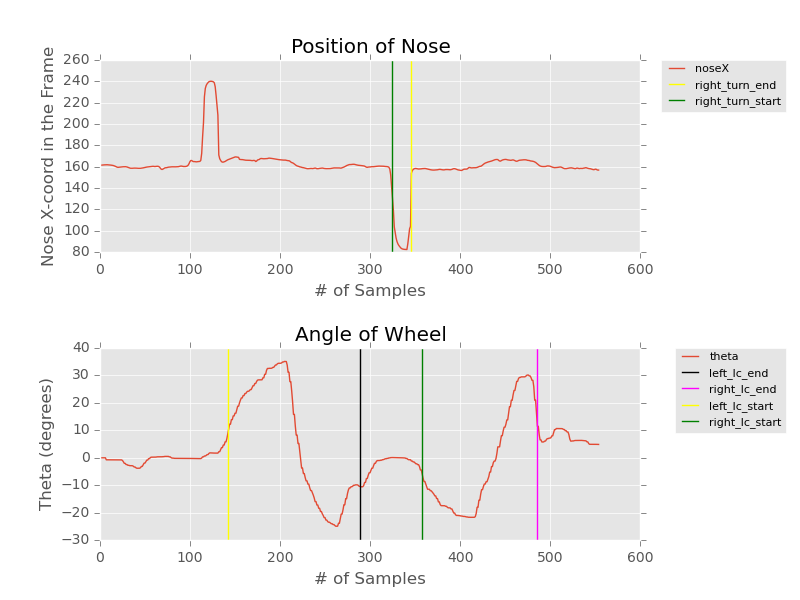 Position of Nose
Nose X-coord in the Frame
260
240
220
200
180
160
140
120
100
80
0 100 200 300 400 500 600
# of Samples
noseX
right_turn_end
right_turn_start
Angle of Wheel
Theta (degrees)
40
30
20
10
0
−10
−20
−30
0 100 200 300 400 500 600
# of Samples
theta
left_lc_end
right_lc_end
left_lc_start
right_lc_start